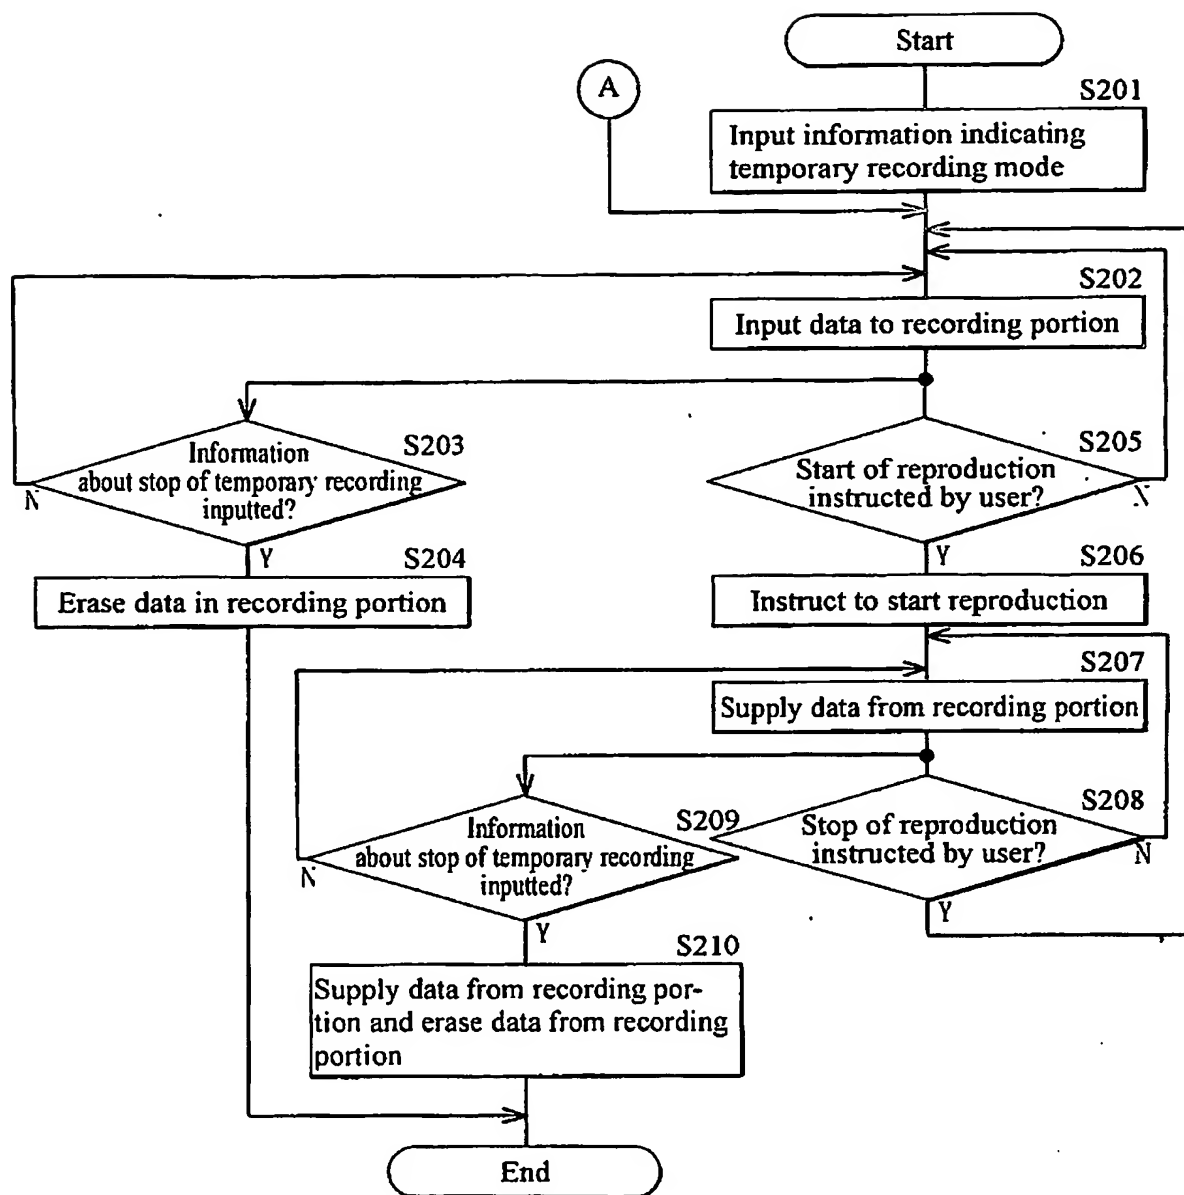 Start
A
S201
Input information indicating
temporary recording mode
S202
Input data to recording portion
S203
Information
about stop of temporary recording
inputted?
N
Y
S205
Start of reproduction
instructed by user?
N
Y
S204
Erase data in recording portion
S206
Instruct to start reproduction
S207
Supply data from recording portion
S209
Information
about stop of temporary recording
inputted?
N
Y
S208
Stop of reproduction
instructed by user?
N
Y
S210
Supply data from recording por-
tion and erase data from recording
portion
End